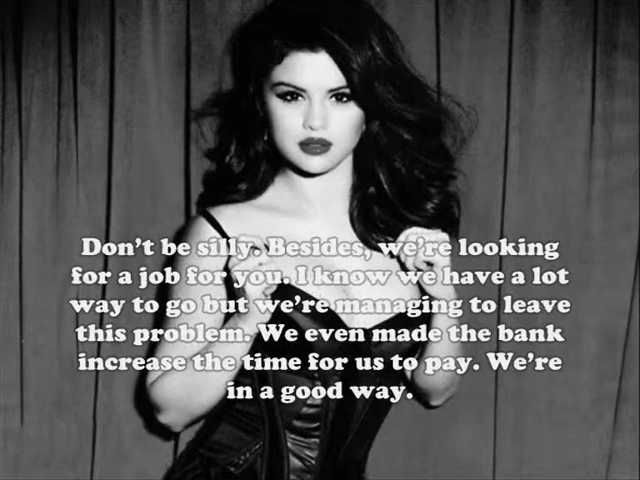 Don't be silly. Besides, we're looking
for a job for you. I know we have a lot
way to go but we're managing to leave
this problem. We even made the bank
increase the time for us to pay. We're
in a good way.